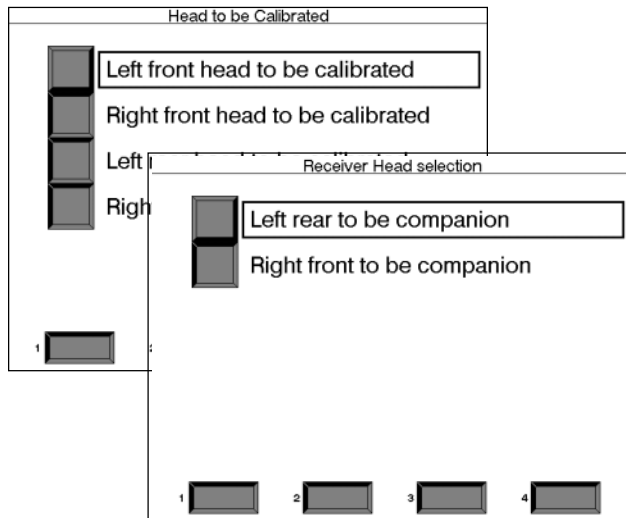 Head to be Calibrated
Left front head to be calibrated
Right front head to be calibrated
Left
Righ
1
Receiver Head selection
Left rear to be companion
Right front to be companion
1 2 3 4